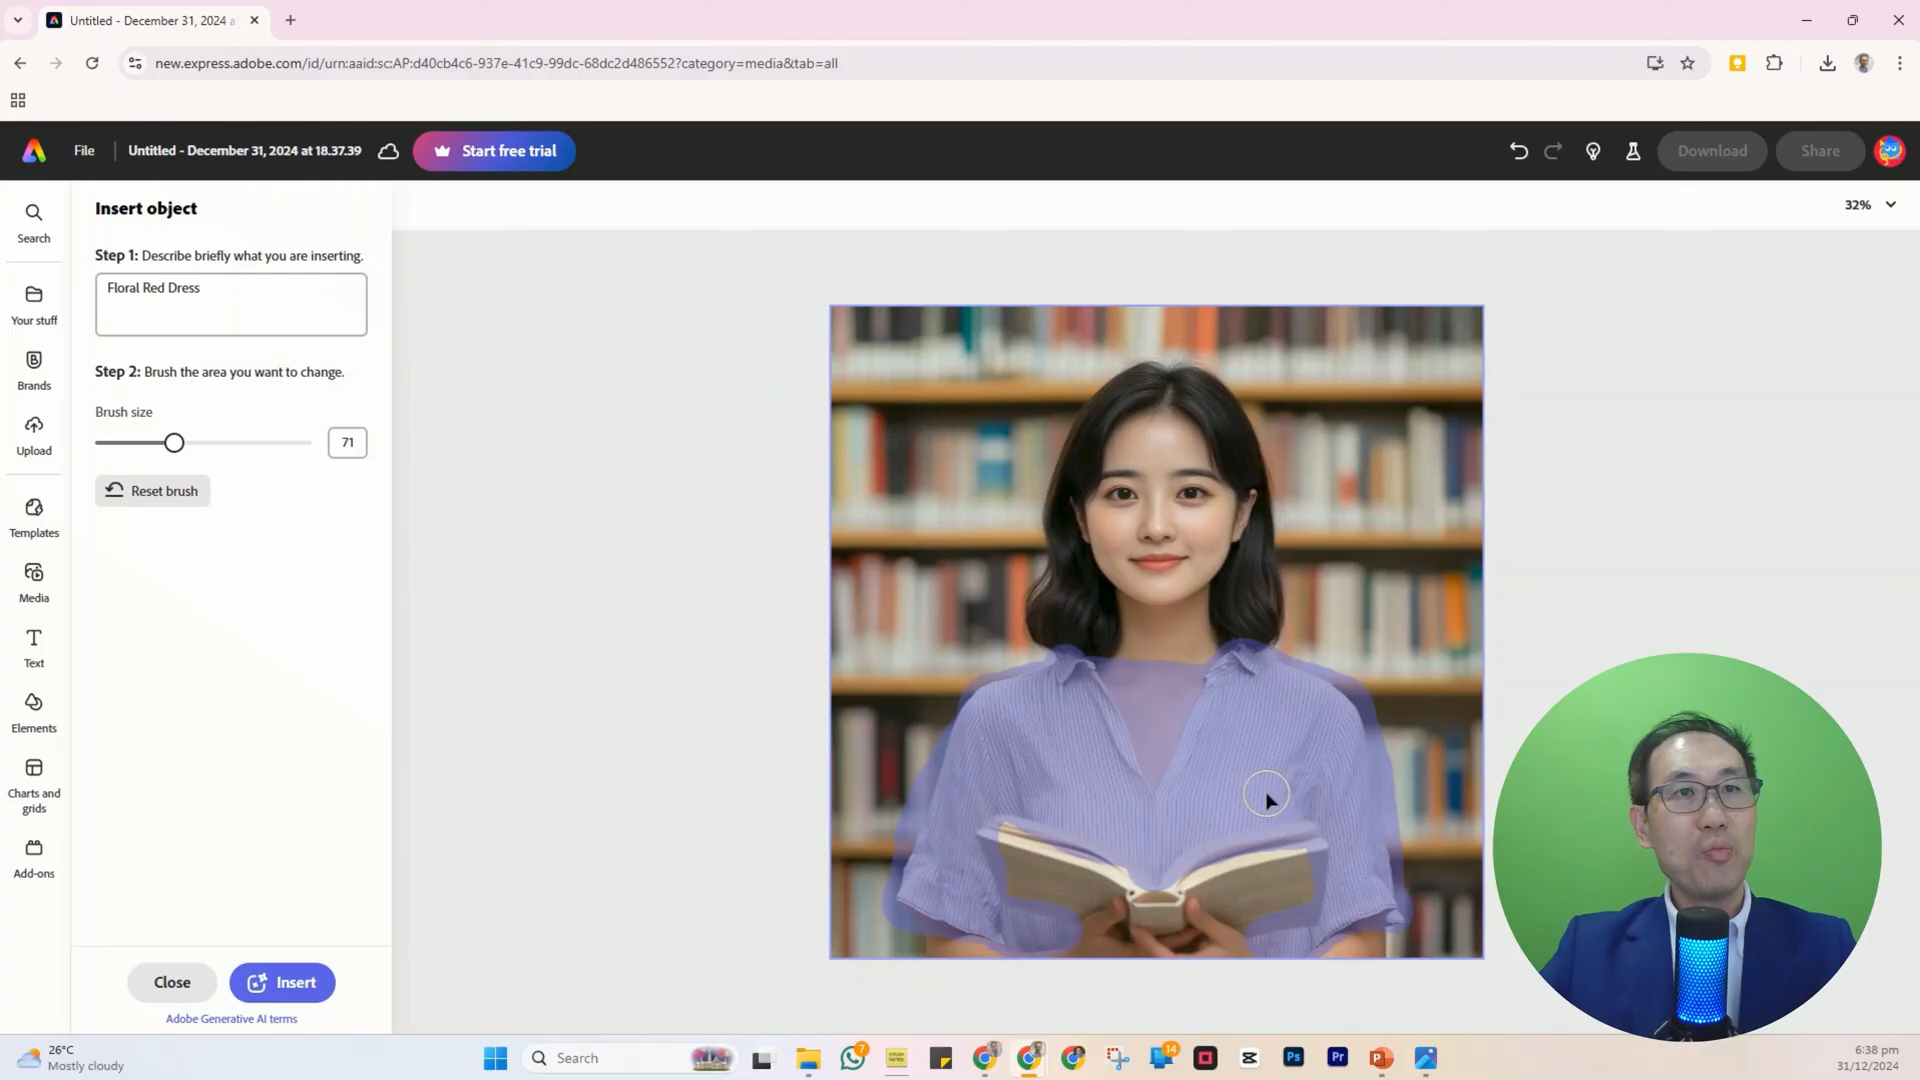 Untitled - December 31, 2024 a
new.express.adobe.com/id/urn:aaid:sc:AP:d40cb4c6-937e-41c9-99dc-68dc2d486552?category=media&tab=all
File
Untitled - December 31, 2024 at 18.37.39
Start free trial
Download
Share
32%
Search
Your stuff
Brands
Upload
Templates
Media
Text
Elements
Charts and
grids
Add-ons
Insert object
Step 1: Describe briefly what you are inserting.
Floral Red Dress
Step 2: Brush the area you want to change.
Brush size
71
Reset brush
Close
Insert
Adobe Generative AI terms
26°C
Mostly cloudy
Search
7
14
Ps
Pr
6:38 pm
31/12/2024